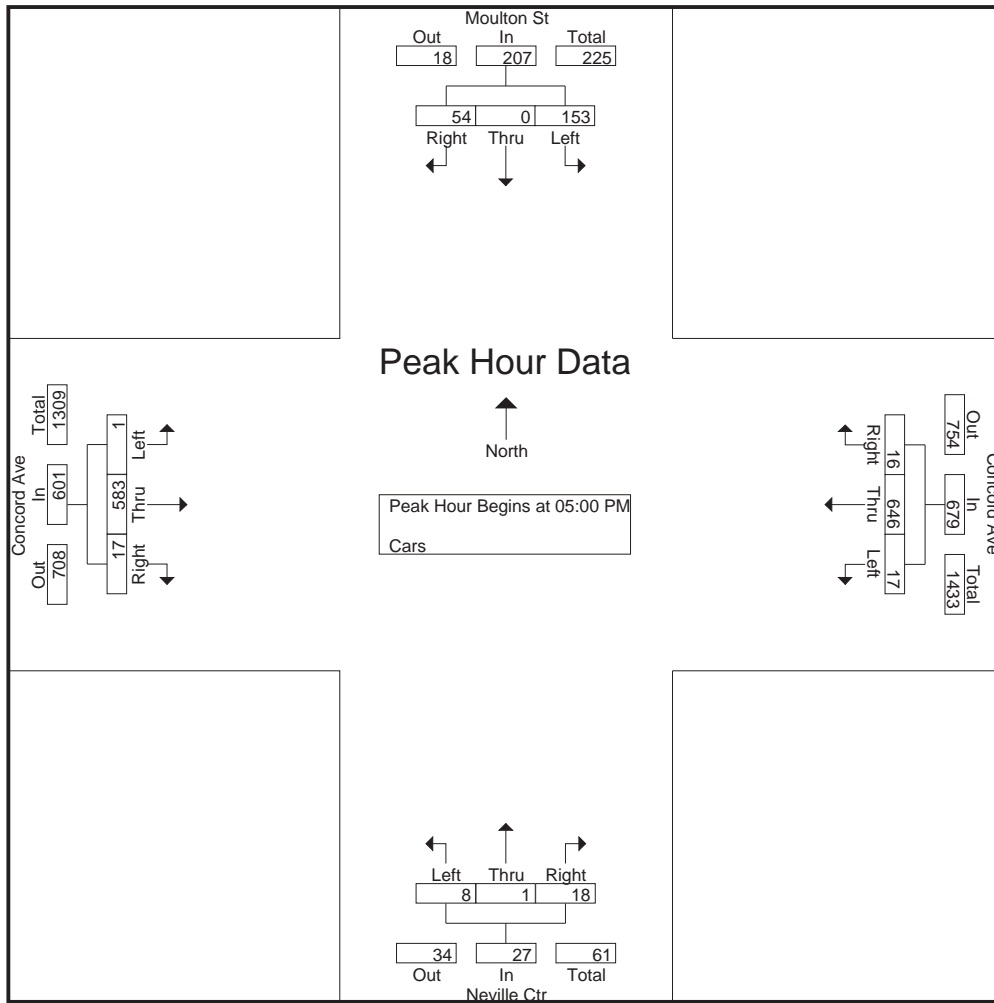 Moulton St
Out In Total
18 207 225
54 0 153
Right Thru Left
Peak Hour Data
North
Peak Hour Begins at 05:00 PM
Cars
Concord Ave
Total In Out
1309 601 708
1 583 17
Left Thru Right
Concord Ave
Out In Total
754 679 1433
16 646 17
Right Thru Left
Left Thru Right
8 1 18
34 27 61
Out In Total
Neville Ctr